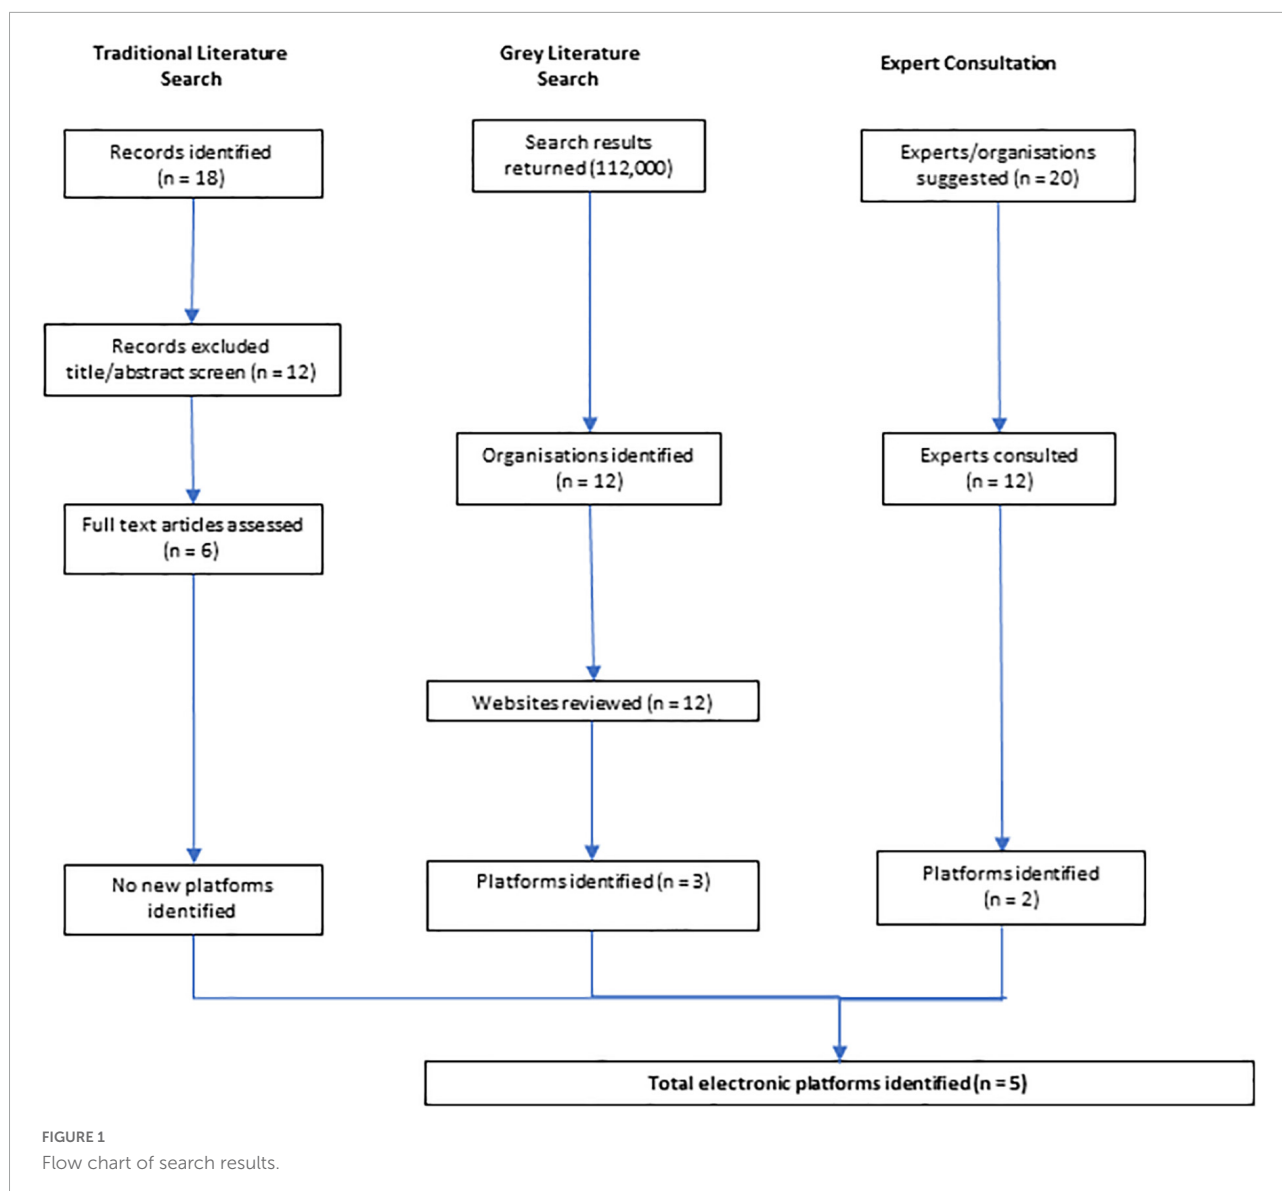 Traditional Literature
Search
Records identified
(n = 18)
Records excluded
title/abstract screen (n = 12)
Full text articles assessed
(n = 6)
No new platforms
identified
Grey Literature
Search
Search results
returned (112,000)
Organisations identified
(n = 12)
Websites reviewed (n = 12)
Platforms identified (n = 3)
Expert Consultation
Experts/organisations
suggested (n = 20)
Experts consulted
(n = 12)
Platforms identified
(n = 2)
Total electronic platforms identified (n = 5)
FIGURE 1
Flow chart of search results.